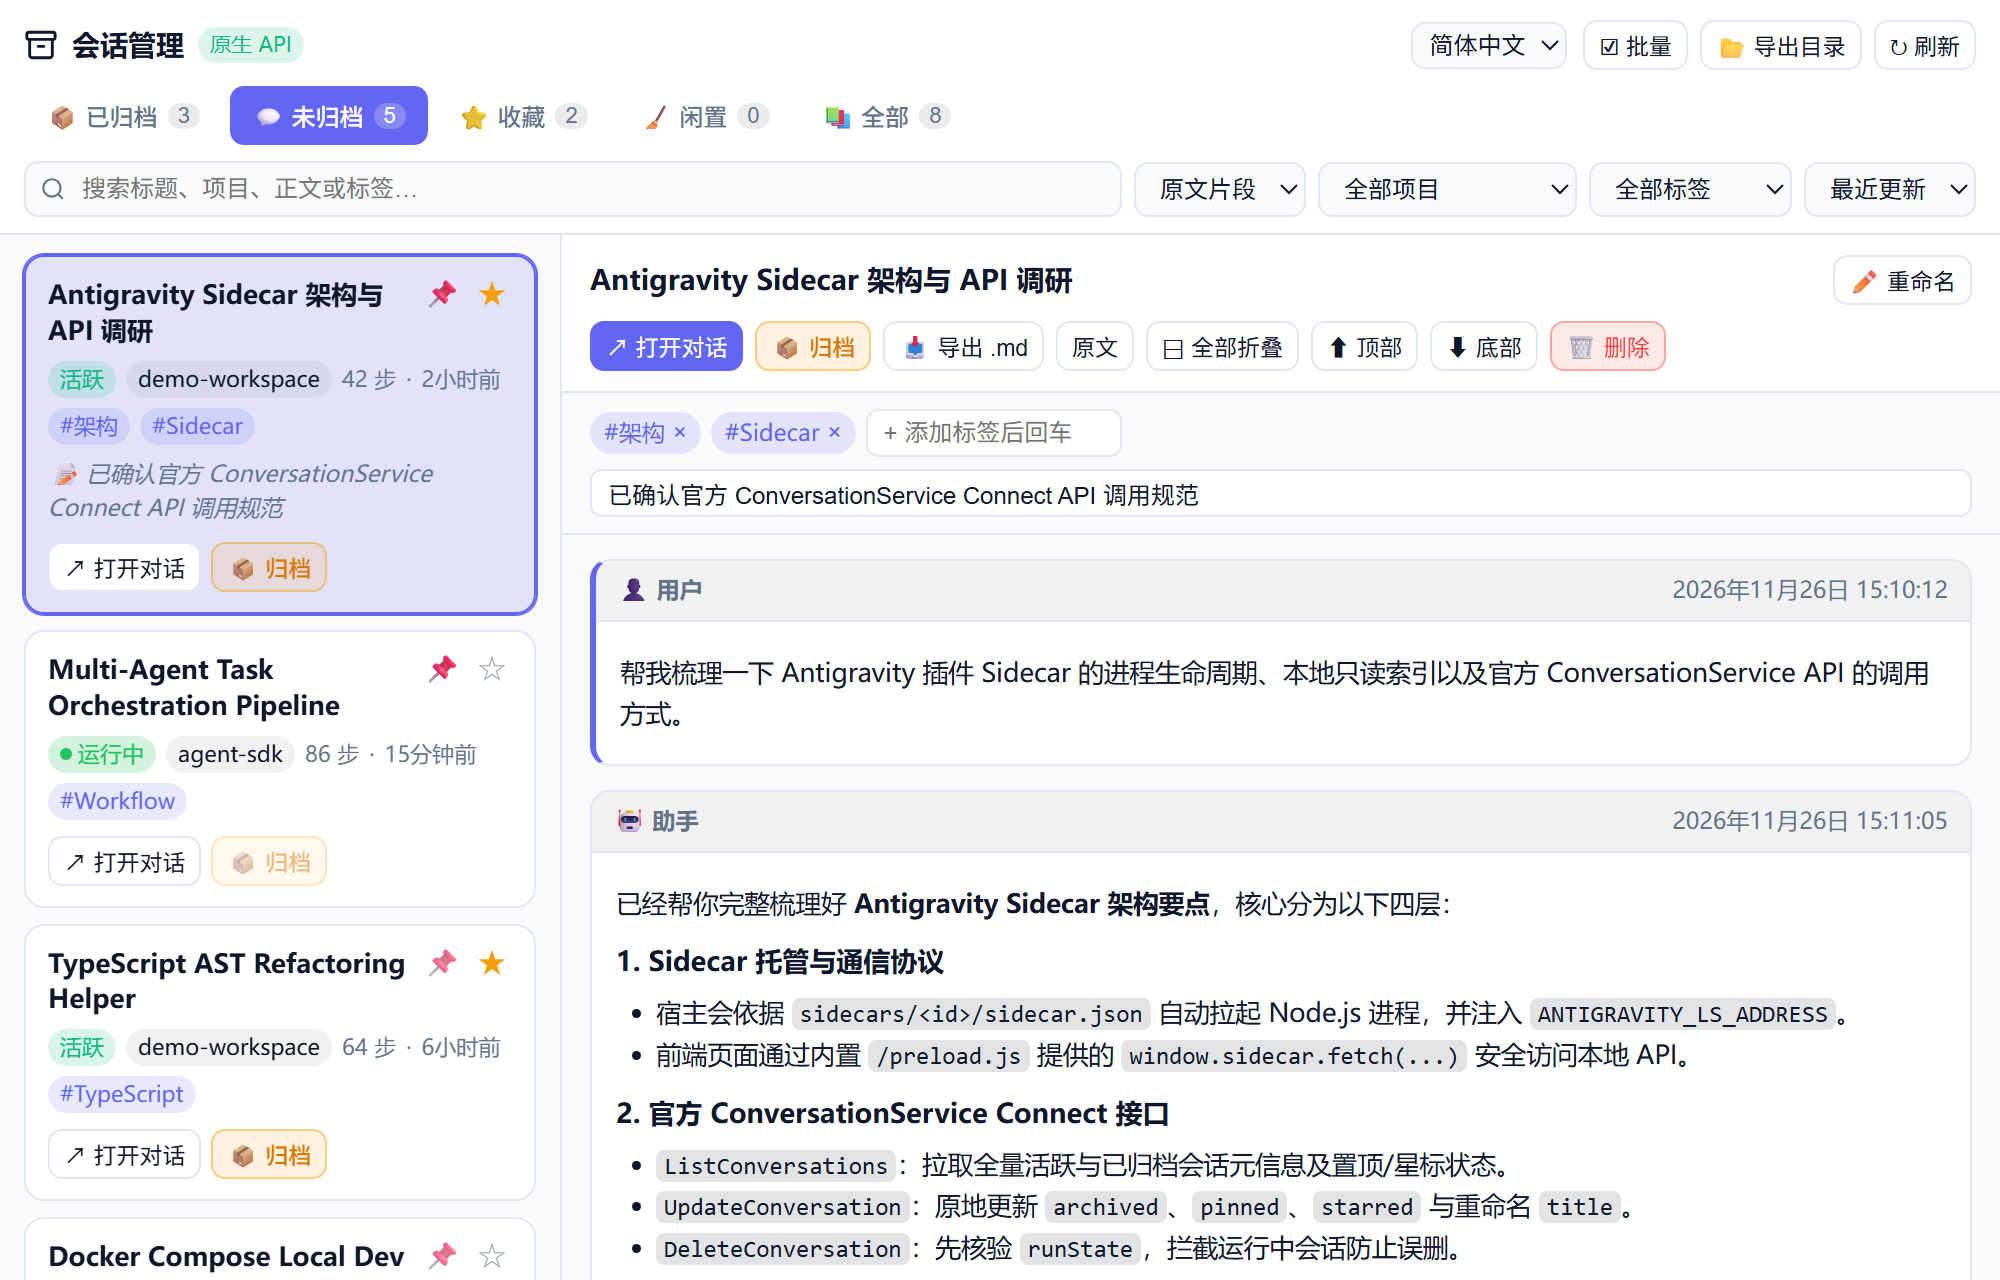 会话管理 原生 API
简体中文 批量 导出目录 ↻ 刷新
已归档 3 未归档 5 收藏 2 闲置 0 全部 8
搜索标题、项目、正文或标签… 原文片段 全部项目 全部标签 最近更新
Antigravity Sidecar 架构与
API 调研
活跃 demo-workspace 42 步 · 2小时前
#架构 #Sidecar
已确认官方 ConversationService
Connect API 调用规范
↗ 打开对话 归档
Multi-Agent Task
Orchestration Pipeline
运行中 agent-sdk 86 步 · 15分钟前
#Workflow
↗ 打开对话 归档
TypeScript AST Refactoring
Helper
活跃 demo-workspace 64 步 · 6小时前
#TypeScript
↗ 打开对话 归档
Docker Compose Local Dev
Antigravity Sidecar 架构与 API 调研
重命名
↗ 打开对话 归档 导出 .md 原文 全部折叠 顶部 底部 删除
#架构 × #Sidecar × + 添加标签后回车
已确认官方 ConversationService Connect API 调用规范
用户 2026年11月26日 15:10:12
帮我梳理一下 Antigravity 插件 Sidecar 的进程生命周期、本地只读索引以及官方 ConversationService API 的调用
方式。
助手 2026年11月26日 15:11:05
已经帮你完整梳理好 Antigravity Sidecar 架构要点，核心分为以下四层：
1. Sidecar 托管与通信协议
• 宿主会依据 sidecars/<id>/sidecar.json 自动拉起 Node.js 进程，并注入 ANTIGRAVITY_LS_ADDRESS。
• 前端页面通过内置 /preload.js 提供的 window.sidecar.fetch(...) 安全访问本地 API。
2. 官方 ConversationService Connect 接口
• ListConversations：拉取全量活跃与已归档会话元信息及置顶/星标状态。
• UpdateConversation：原地更新 archived、pinned、starred 与重命名 title。
• DeleteConversation：先核验 runState，拦截运行中会话防止误删。